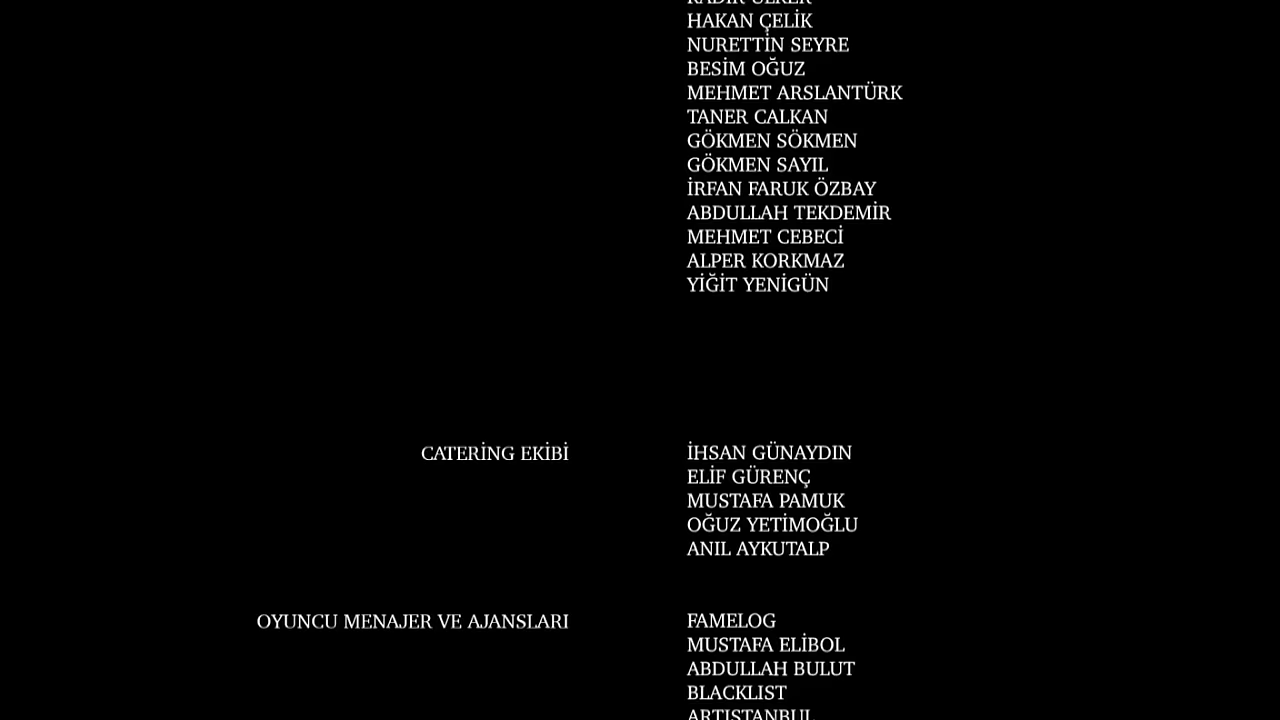 HAKAN ÇELİK
NURETTİN SEYRE
BESİM OĞUZ
MEHMET ARSLANTÜRK
TANER CALKAN
GÖKMEN SÖKMEN
GÖKMEN SAYIL
İRFAN FARUK ÖZBAY
ABDULLAH TEKDEMİR
MEHMET CEBECİ
ALPER KORKMAZ
YİĞİT YENİGÜN
CATERİNG EKİBİ İHSAN GÜNAYDIN
ELİF GÜRENÇ
MUSTAFA PAMUK
OĞUZ YETİMOĞLU
ANIL AYKUTALP
OYUNCU MENAJER VE AJANSLARI FAMELOG
MUSTAFA ELİBOL
ABDULLAH BULUT
BLACKLIST
ARTISTANBUL